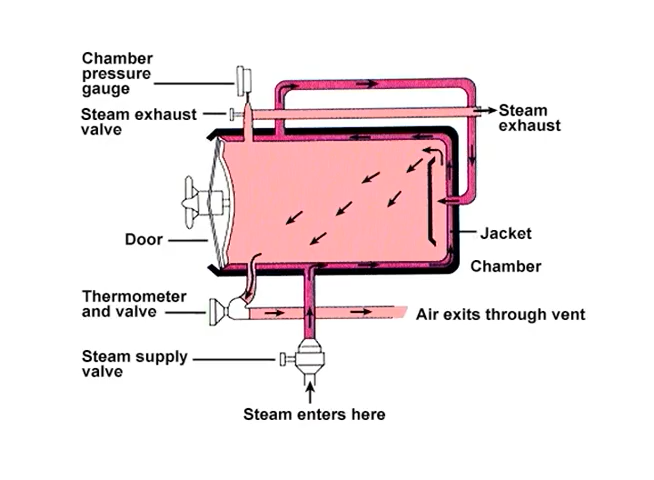 Chamber
pressure
gauge
Steam exhaust
valve
Steam
exhaust
Door
Jacket
Chamber
Thermometer
and valve
Air exits through vent
Steam supply
valve
Steam enters here